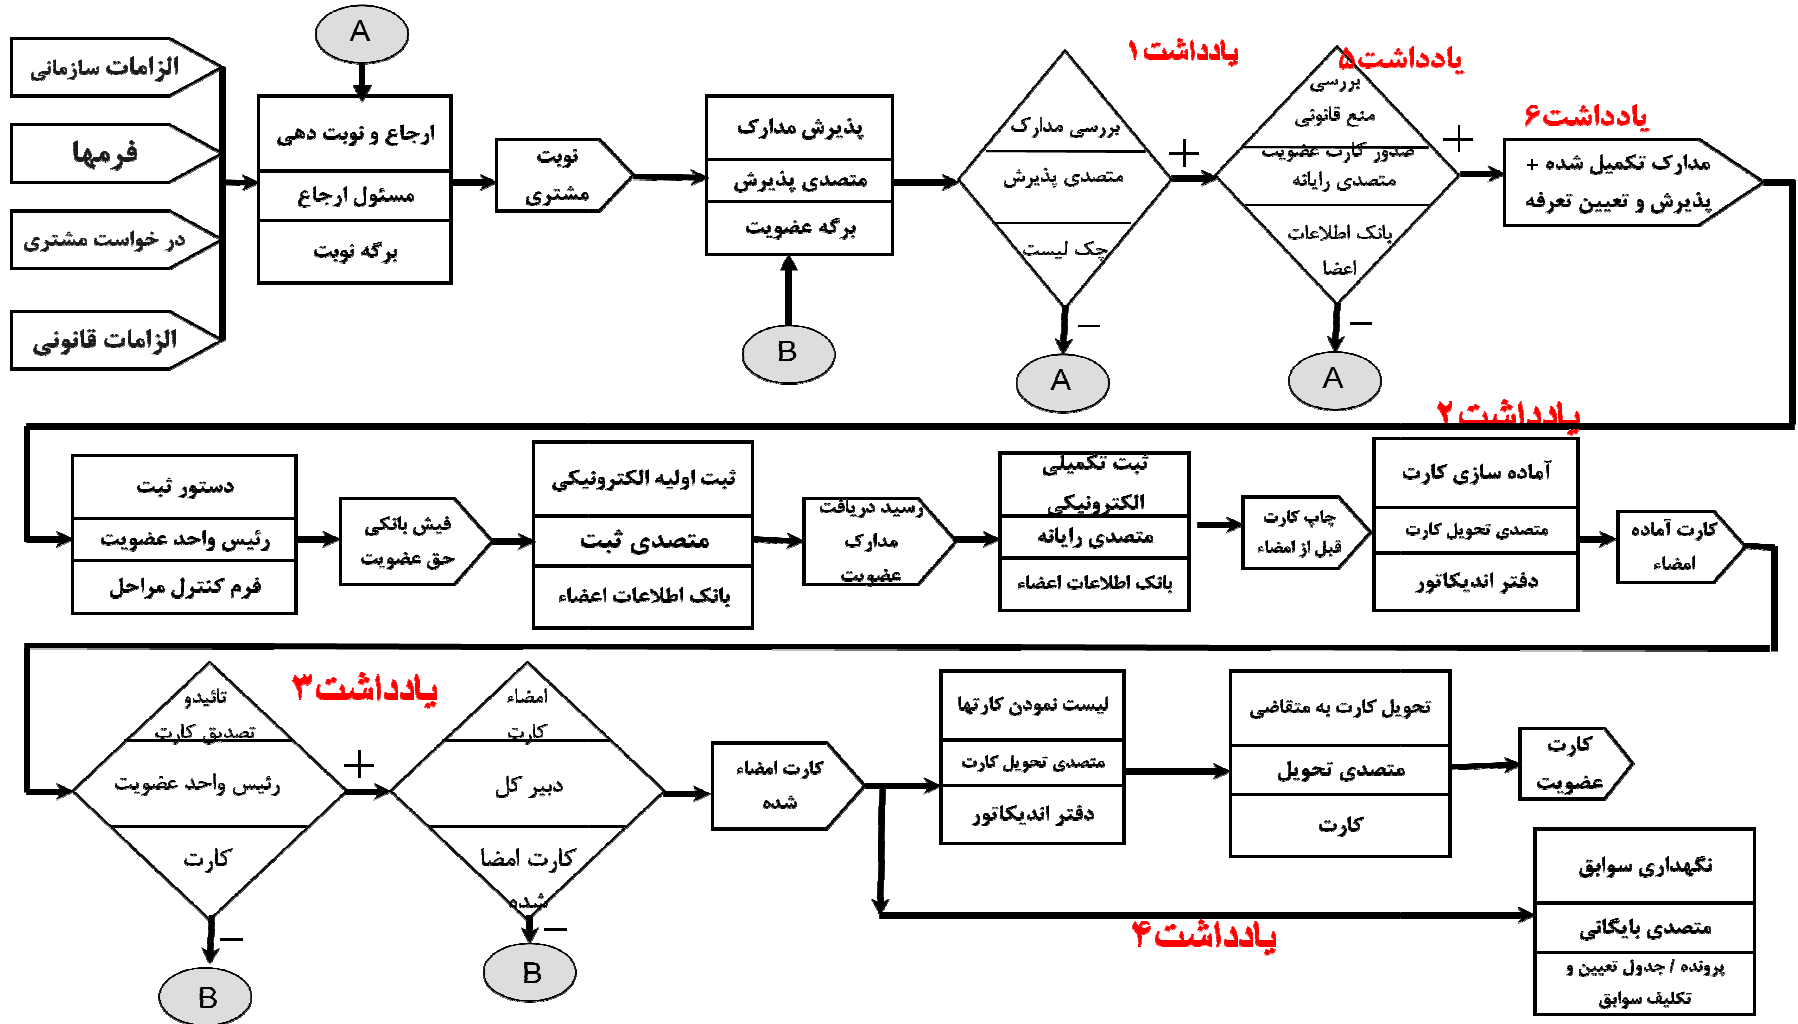 A
الزامات سازمانی
فرمها
در خواست مشتری
الزامات قانونی
ارجاع و نوبت دهی
مسئول ارجاع
برگه نوبت
نوبت
مشتری
پذیرش مدارک
متصدی پذیرش
برگه عضویت
B
یادداشت۱
بررسی مدارک
متصدی پذیرش
چک لیست
+
–
A
یادداشت۵
بررسی
منع قانونی
صدور کارت عضویت
متصدی رایانه
بانک اطلاعات
اعضا
+
–
A
یادداشت۶
مدارک تکمیل شده +
پذیرش و تعیین تعرفه
یادداشت۲
دستور ثبت
رئیس واحد عضویت
فرم کنترل مراحل
فیش بانکی
حق عضویت
ثبت اولیه الکترونیکی
متصدی ثبت
بانک اطلاعات اعضاء
رسید دریافت
مدارک
عضویت
ثبت تکمیلی
الکترونیکی
متصدی رایانه
بانک اطلاعات اعضاء
چاپ کارت
قبل از امضاء
آماده سازی کارت
متصدی تحویل کارت
دفتر اندیکاتور
کارت آماده
امضاء
یادداشت۳
تائیدو
تصدیق کارت
رئیس واحد عضویت
کارت
+
–
B
امضاء
کارت
دبیر کل
کارت امضا
شده
–
B
کارت امضاء
شده
لیست نمودن کارتها
متصدی تحویل کارت
دفتر اندیکاتور
تحویل کارت به متقاضی
متصدی تحویل
کارت
کارت
عضویت
یادداشت۴
نگهداری سوابق
متصدی بایگانی
پرونده / جدول تعیین و
تکلیف سوابق